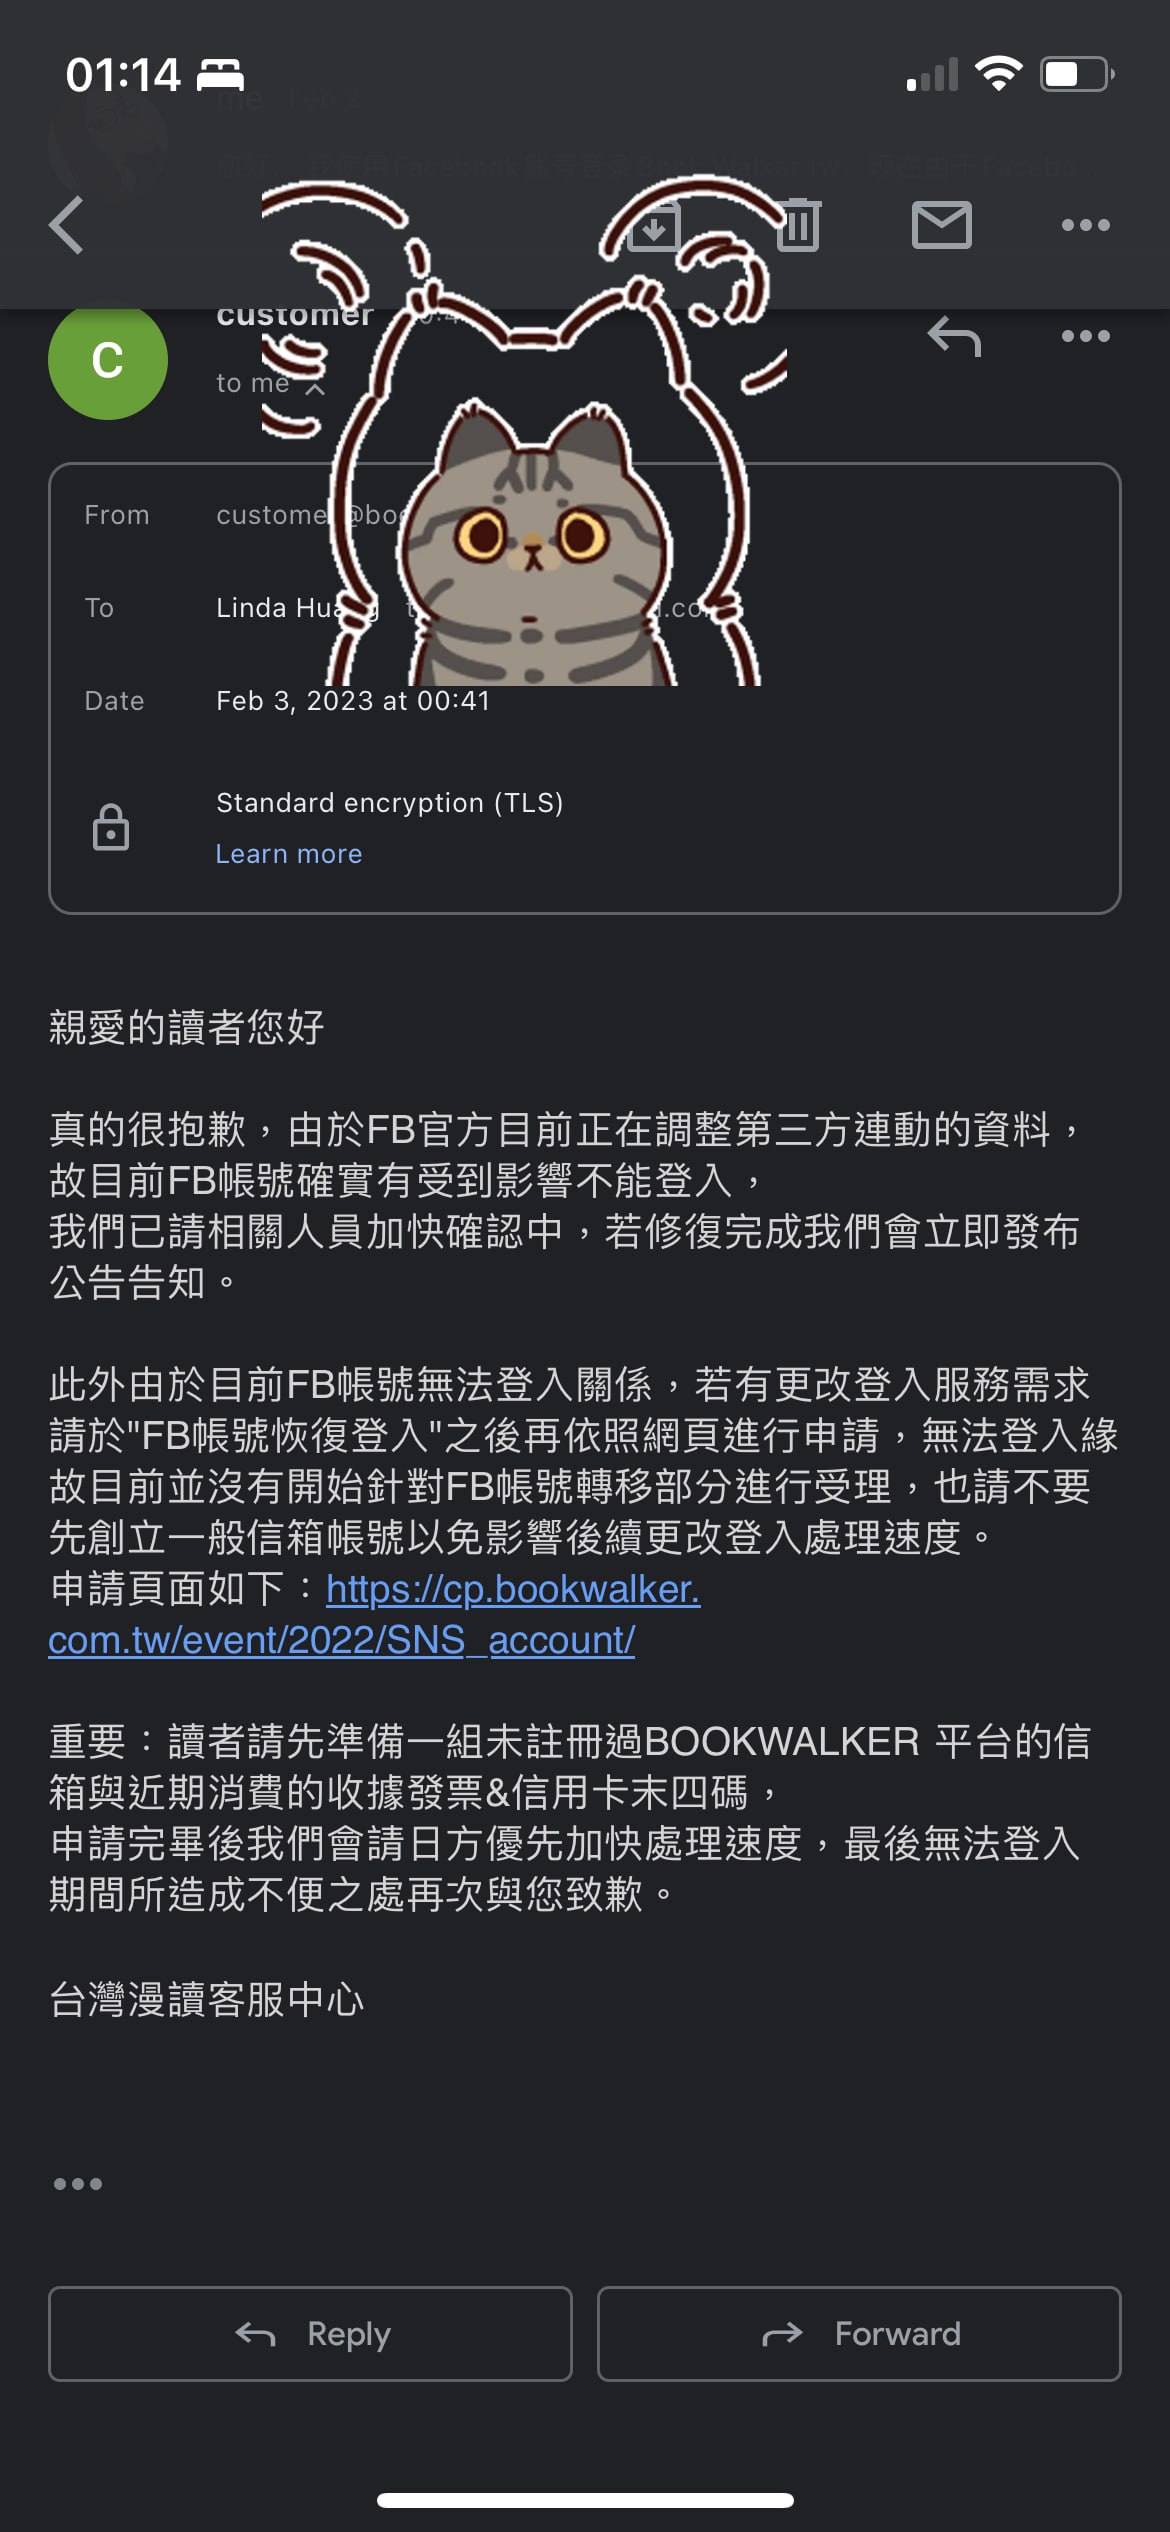 01:14
me Feb 2
customer
to me
C
From custome @bo
To Linda Hua g
Date Feb 3, 2023 at 00:41
Standard encryption (TLS)
Learn more
親愛的讀者您好
真的很抱歉，由於FB官方目前正在調整第三方連動的資料，
故目前FB帳號確實有受到影響不能登入，
我們已請相關人員加快確認中，若修復完成我們會立即發布
公告告知。
此外由於目前FB帳號無法登入關係，若有更改登入服務需求
請於"FB帳號恢復登入"之後再依照網頁進行申請，無法登入緣
故目前並沒有開始針對FB帳號轉移部分進行受理，也請不要
先創立一般信箱帳號以免影響後續更改登入處理速度。
申請頁面如下：https://cp.bookwalker.
com.tw/event/2022/SNS_account/
重要：讀者請先準備一組未註冊過BOOKWALKER 平台的信
箱與近期消費的收據發票&信用卡末四碼，
申請完畢後我們會請日方優先加快處理速度，最後無法登入
期間所造成不便之處再次與您致歉。
台灣漫讀客服中心
Reply
Forward